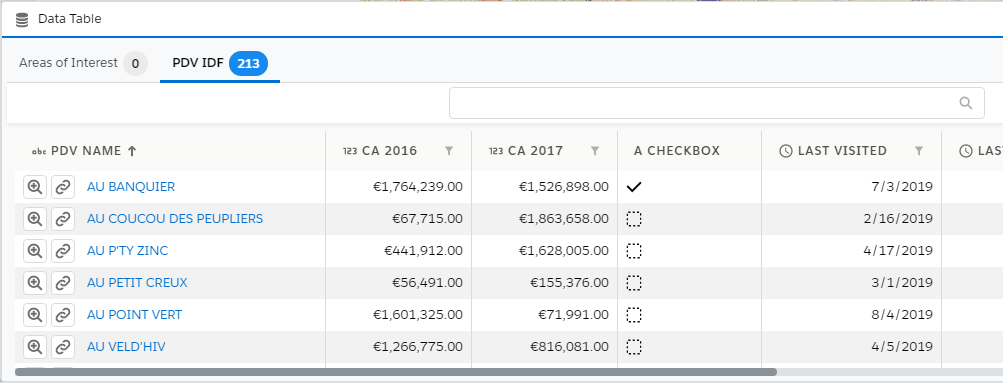 Data Table
Areas of Interest 0 PDV IDF 213
abc PDV NAME 123 CA 2016 123 CA 2017 A CHECKBOX LAST VISITED LAS
AU BANQUIER €1,764,239.00 €1,526,898.00 7/3/2019
AU COUCOU DES PEUPLIERS €67,715.00 €1,863,658.00 2/16/2019
AU P'TY ZINC €441,912.00 €1,628,005.00 4/17/2019
AU PETIT CREUX €56,491.00 €155,376.00 3/1/2019
AU POINT VERT €1,601,325.00 €71,991.00 8/4/2019
AU VELD'HIV €1,266,775.00 €816,081.00 4/5/2019